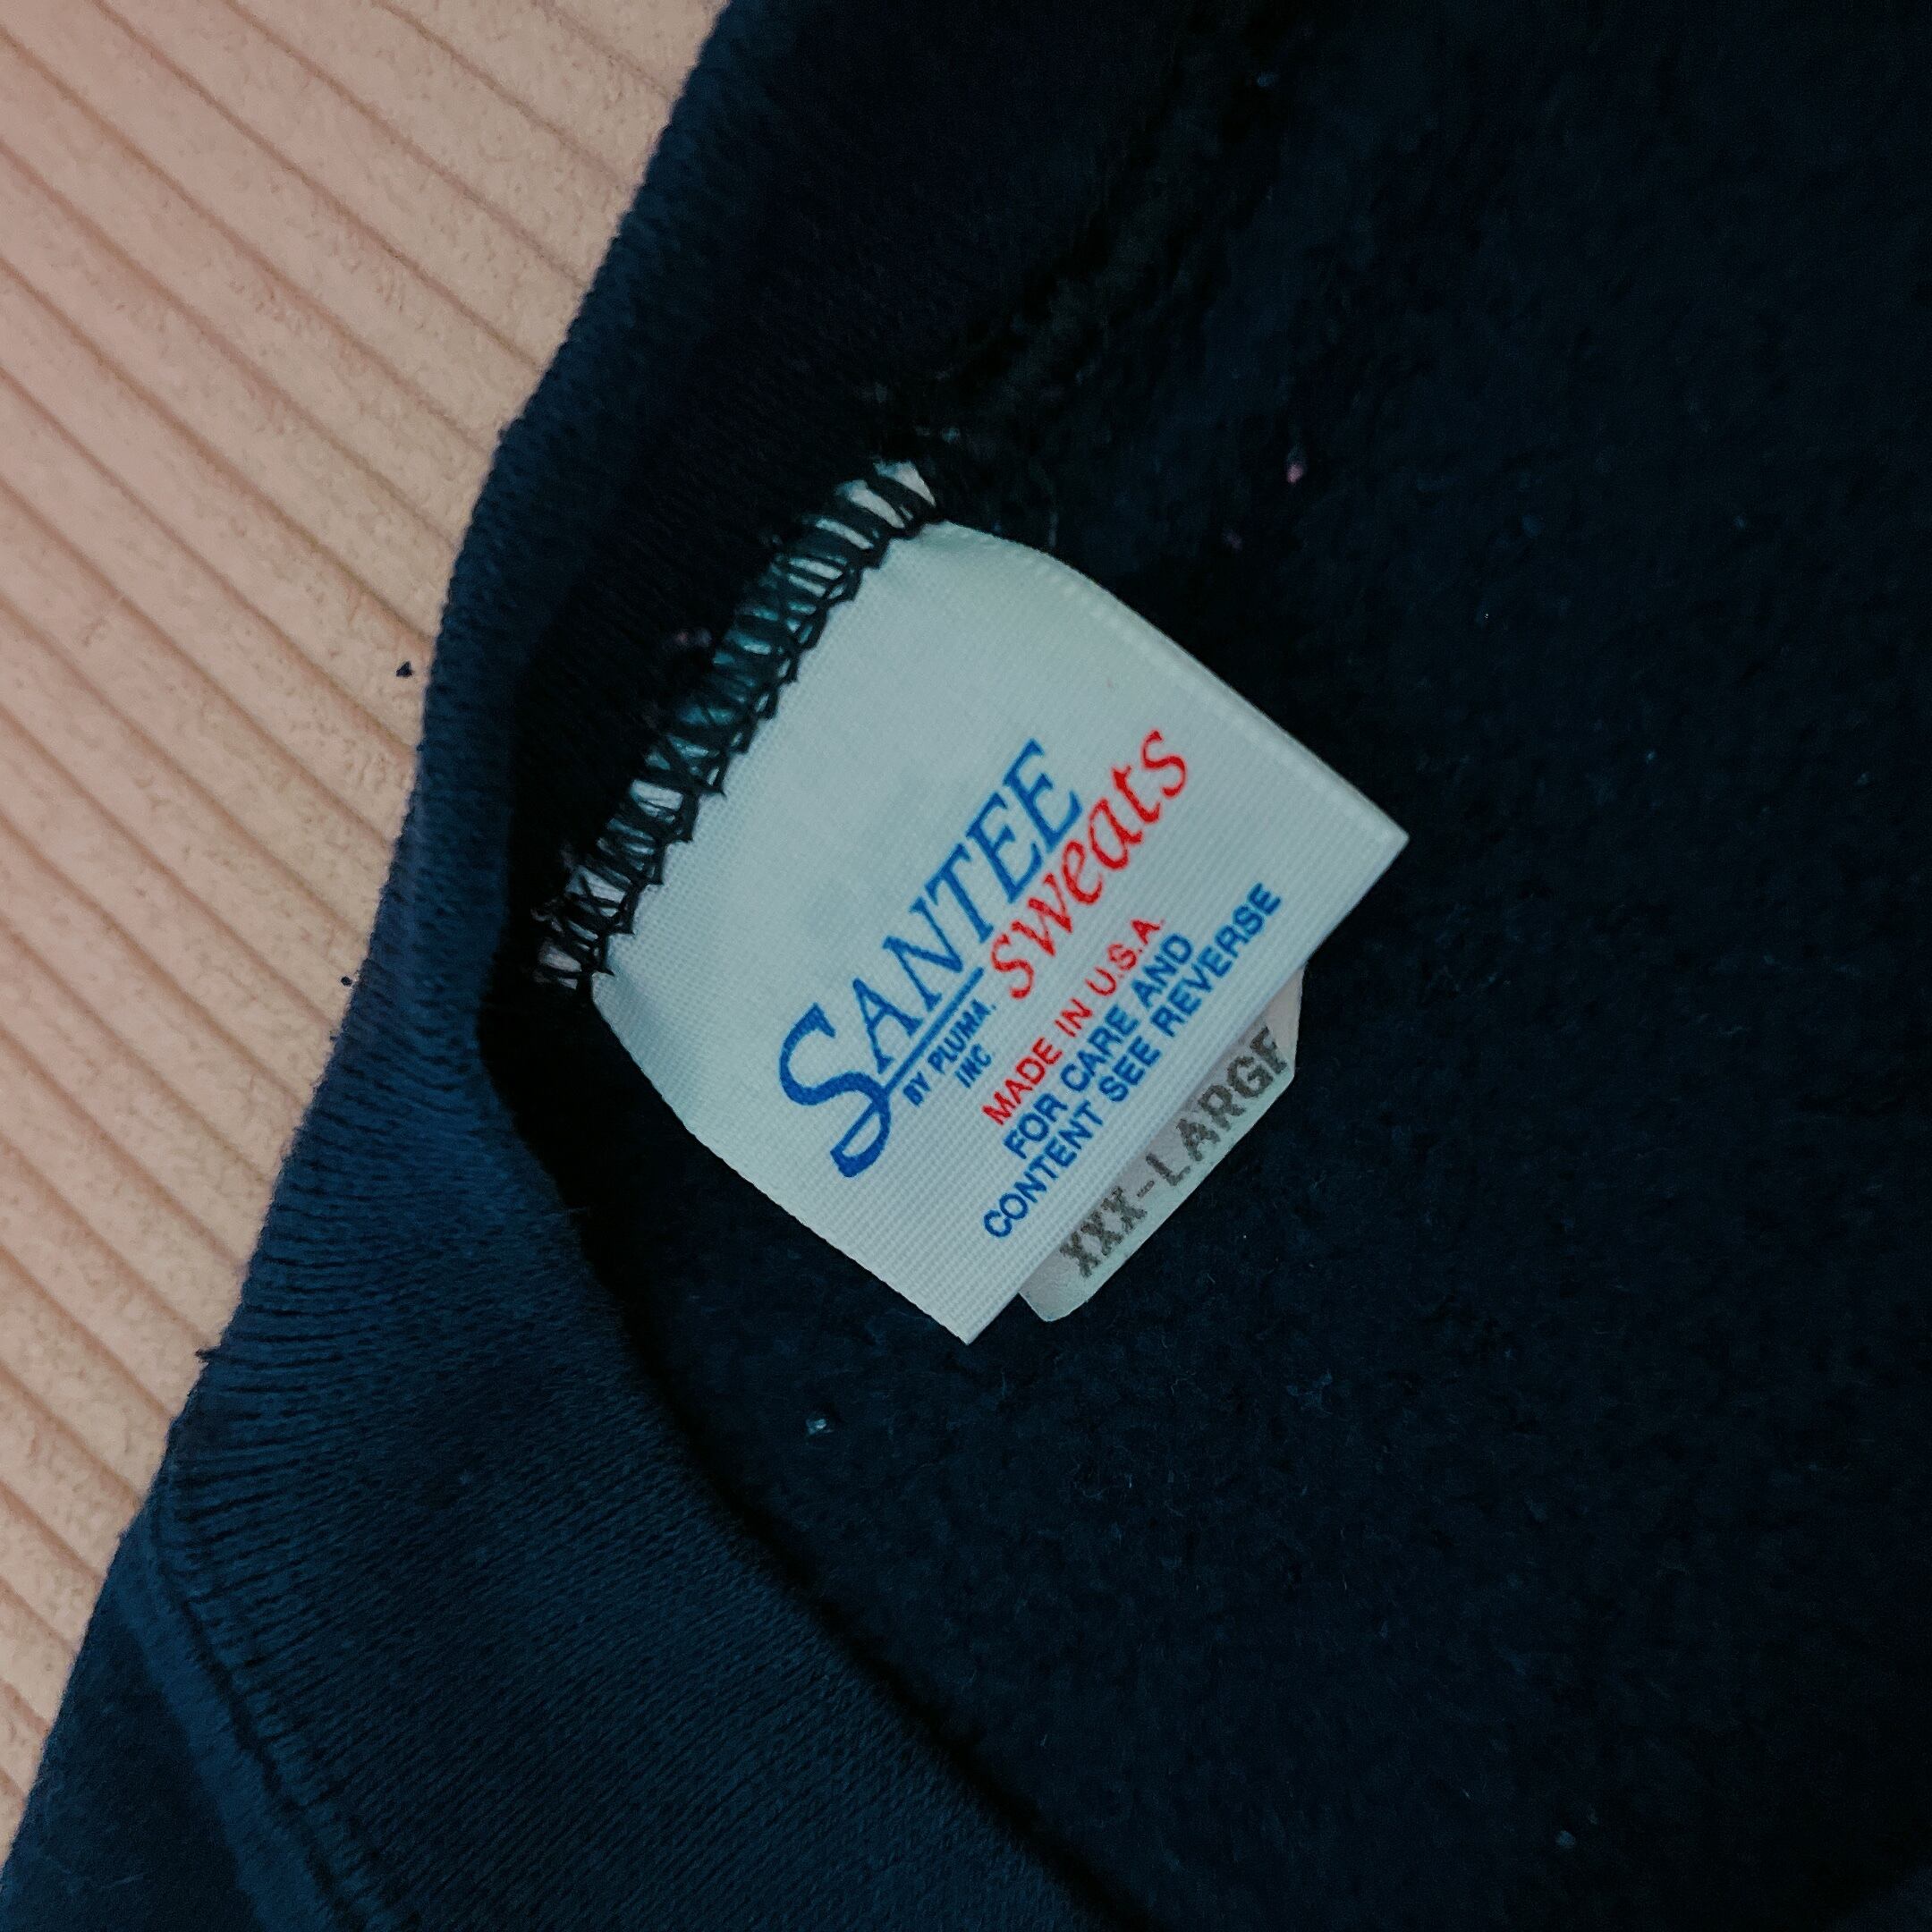 SANTEE
BY PLUMA. sweats
INC
MADE IN U.S.A.
FOR CARE AND
CONTENT SEE REVERSE
XXX-LARGE